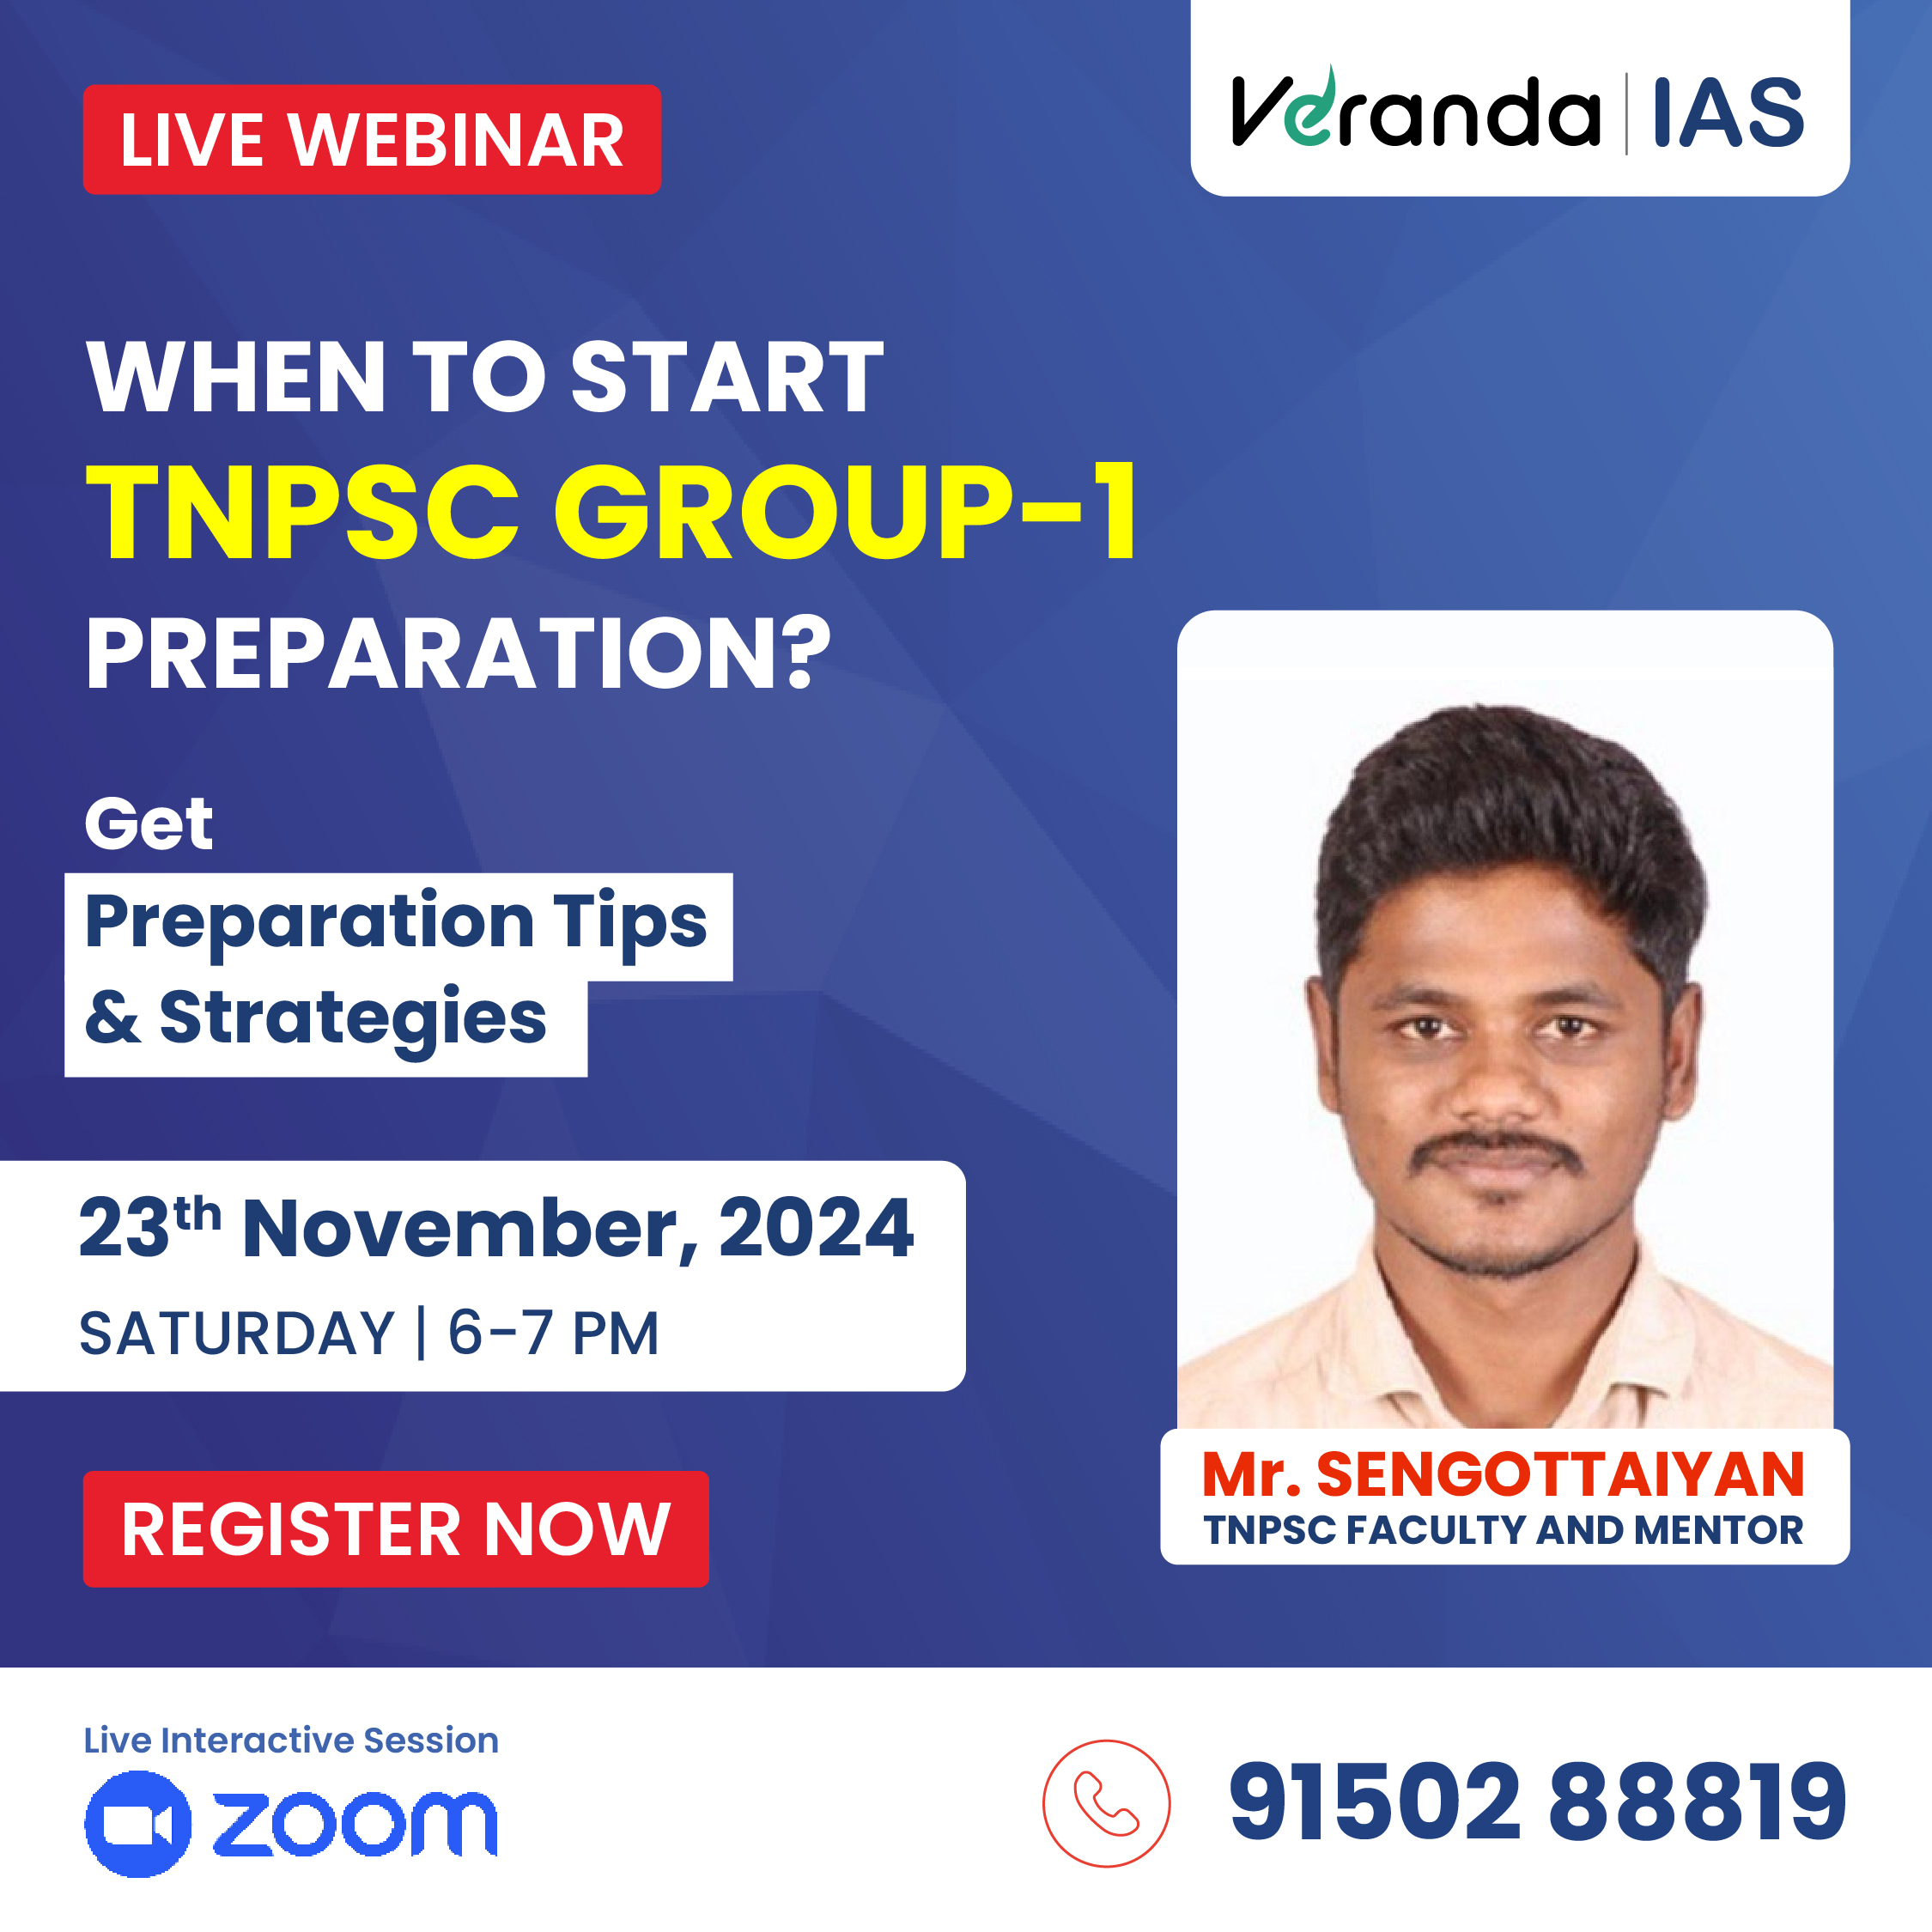 LIVE WEBINAR
Veranda | IAS
WHEN TO START
TNPSC GROUP-1
PREPARATION?
Get
Preparation Tips
& Strategies
23th November, 2024
SATURDAY | 6-7 PM
REGISTER NOW
Mr. SENGOTTAIYAN
TNPSC FACULTY AND MENTOR
Live Interactive Session
zoom
91502 88819